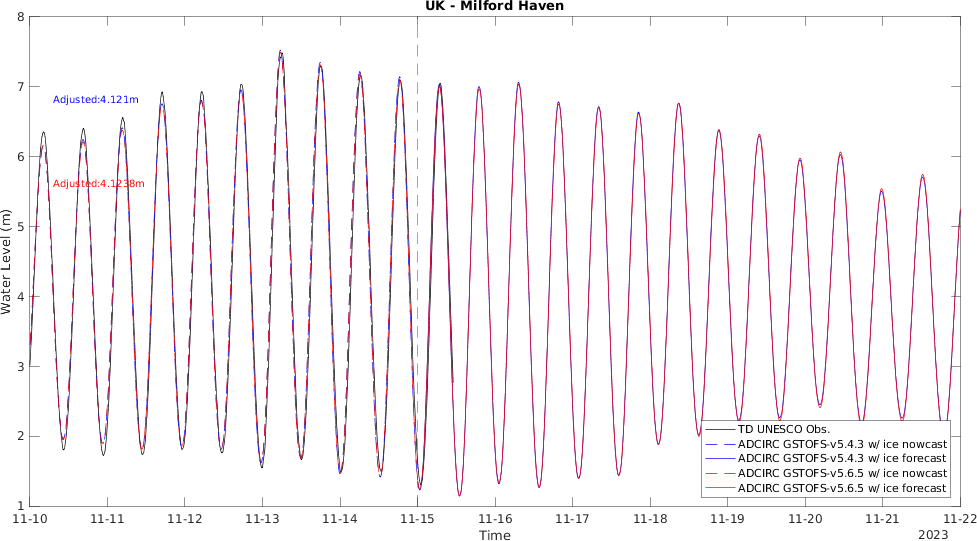 UK - Milford Haven
8
7
6
5
4
3
2
1
Water Level (m)
Adjusted:4.121m
Adjusted:4.1238m
TD UNESCO Obs.
ADCIRC GSTOFS-v5.4.3 w/ ice nowcast
ADCIRC GSTOFS-v5.4.3 w/ ice forecast
ADCIRC GSTOFS-v5.6.5 w/ ice nowcast
ADCIRC GSTOFS-v5.6.5 w/ ice forecast
11-10 11-11 11-12 11-13 11-14 11-15 11-16 11-17 11-18 11-19 11-20 11-21 11-22
Time
2023